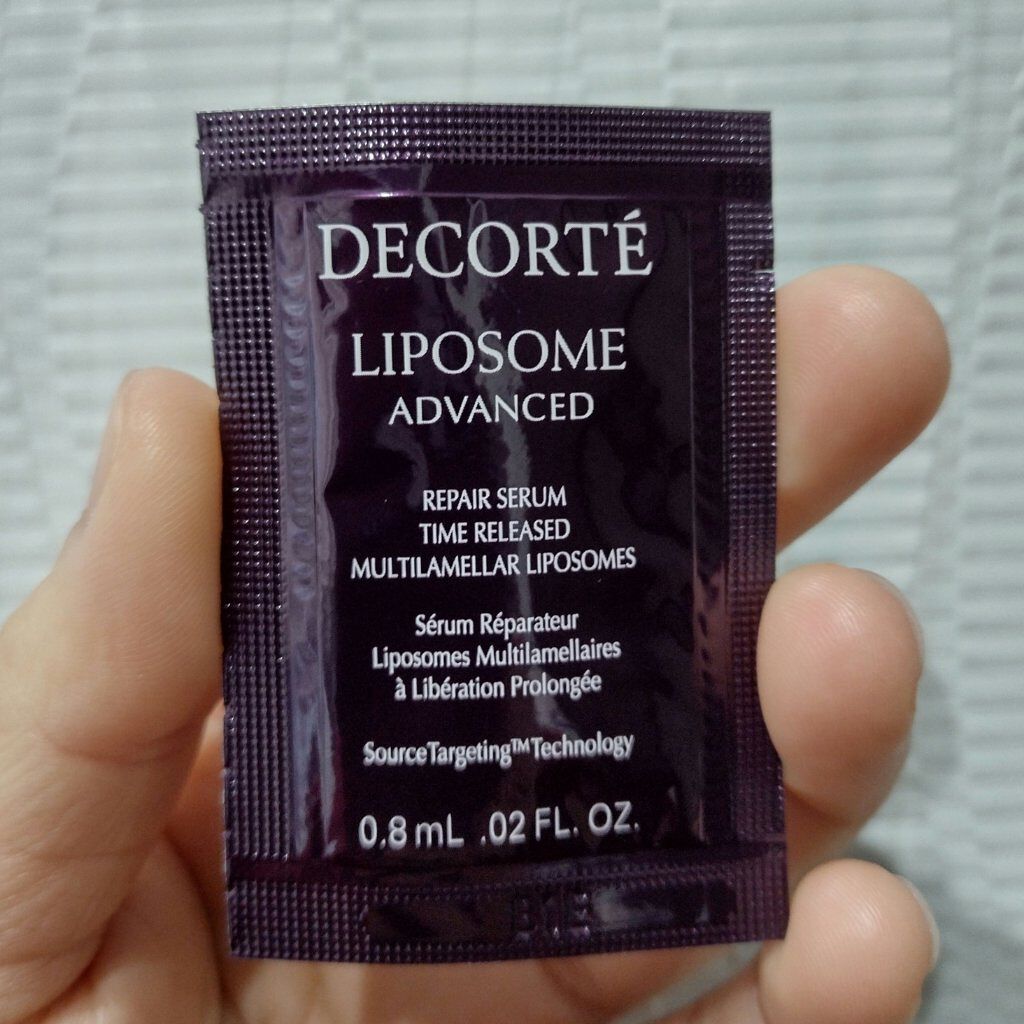 DECORTÉ
LIPOSOME
ADVANCED
REPAIR SERUM
TIME RELEASED
MULTILAMELLAR LIPOSOMES
Sérum Réparateur
Liposomes Multilamellaires
à Libération Prolongée
SourceTargeting™Technology
0.8 mL .02 FL. OZ.